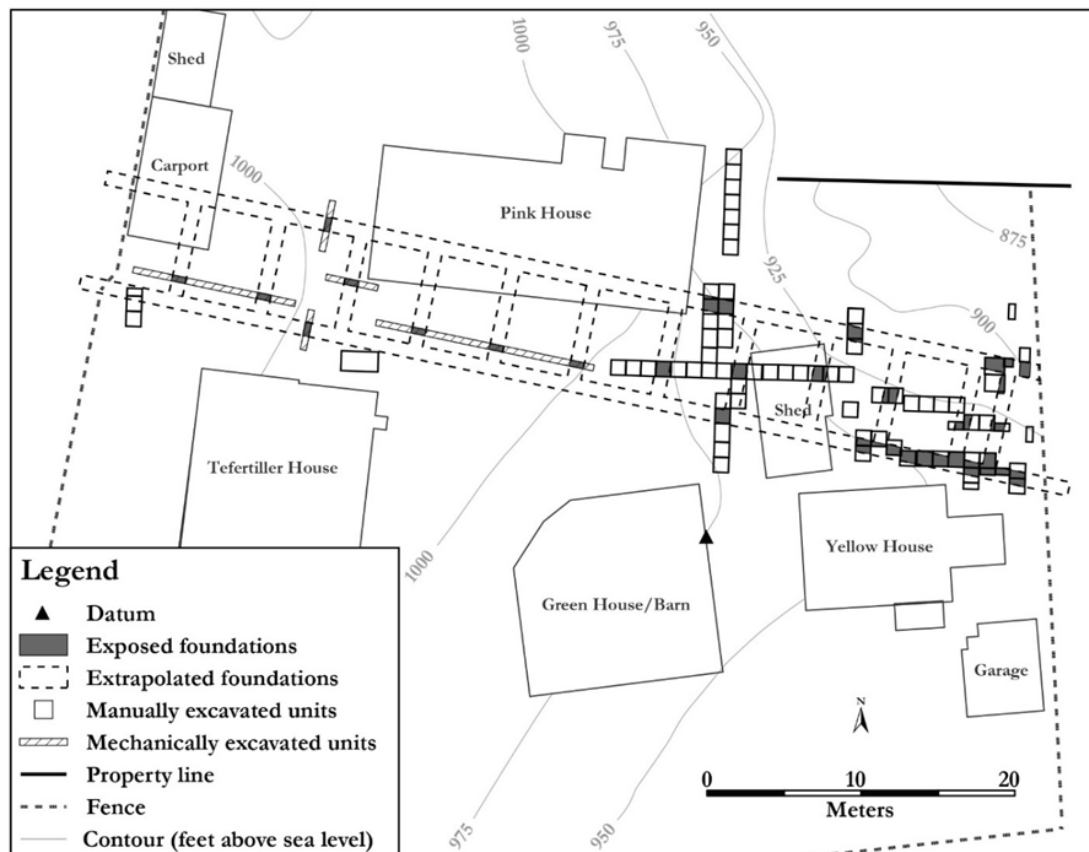 1000
975
950
Shed
Carport
1000
Pink House
875
925
900
Shed
Tefertiller House
1000
Yellow House
Green House/Barn
Garage
N
0 10 20
Meters
975
950
Legend
Datum
Exposed foundations
Extrapolated foundations
Manually excavated units
Mechanically excavated units
Property line
Fence
Contour (feet above sea level)